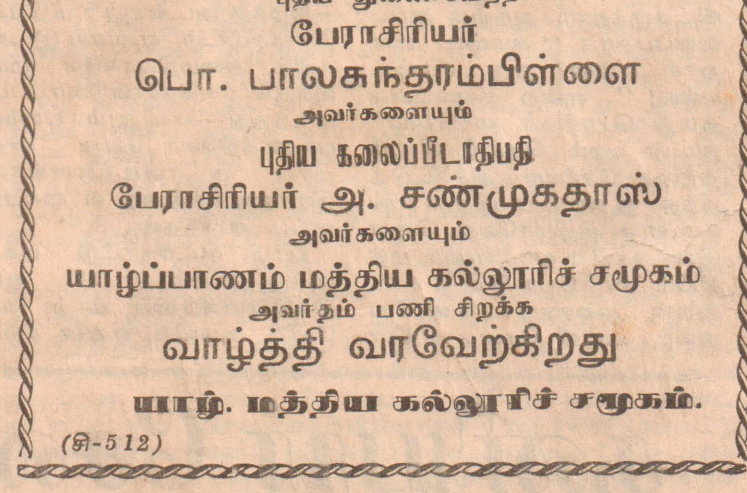 புதிய துணைவேந்தர்
பேராசிரியர்
பொ. பாலசுந்தரம்பிள்ளை
அவர்களையும்
புதிய கலைப்பீடாதிபதி
பேராசிரியர் அ. சண்முகதாஸ்
அவர்களையும்
யாழ்ப்பாணம் மத்திய கல்லூரிச் சமூகம்
அவர்தம் பணி சிறக்க
வாழ்த்தி வரவேற்கிறது
யாழ். மத்திய கல்லூரிச் சமூகம்.
(சி-512)